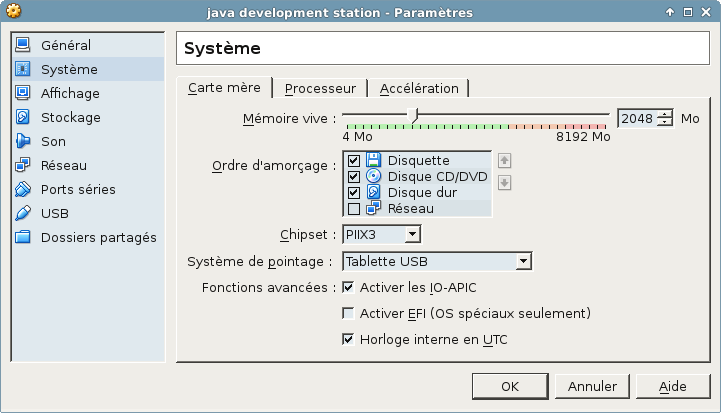 java development station - Paramètres
Général
Système
Affichage
Stockage
Son
Réseau
Ports séries
USB
Dossiers partagés
Système
Carte mère
Processeur
Accélération
Mémoire vive :
2048 Mo
4 Mo 8192 Mo
Ordre d'amorçage :
Disquette
Disque CD/DVD
Disque dur
Réseau
Chipset : PIIX3
Système de pointage : Tablette USB
Fonctions avancées : Activer les IO-APIC
Activer EFI (OS spéciaux seulement)
Horloge interne en UTC
OK
Annuler
Aide